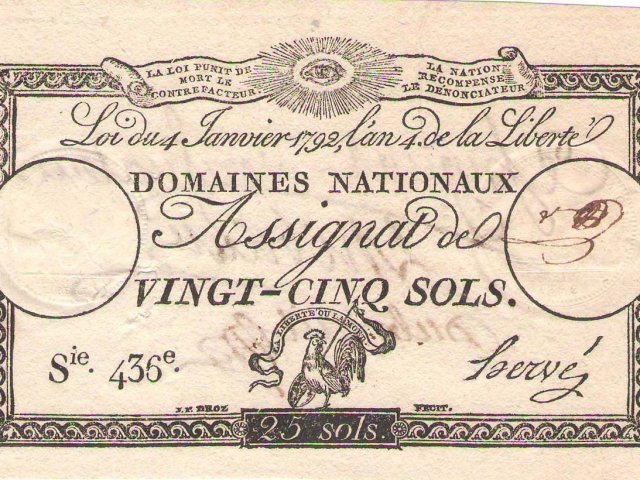 LA LOI PUNIT DE
MORT LE
CONTREFACTEUR.
LA NATION
RECOMPENSE
LE DÉNONCIATEUR
Loi du 4 Janvier 1792, l'an 4. de la Liberté
DOMAINES NATIONAUX
Assignat de
VINGT-CINQ SOLS.
LA LIBERTÉ OU LA MORT.
Sie. 436e.
hervé
J.P. DROZ
FECIT.
25 sols.